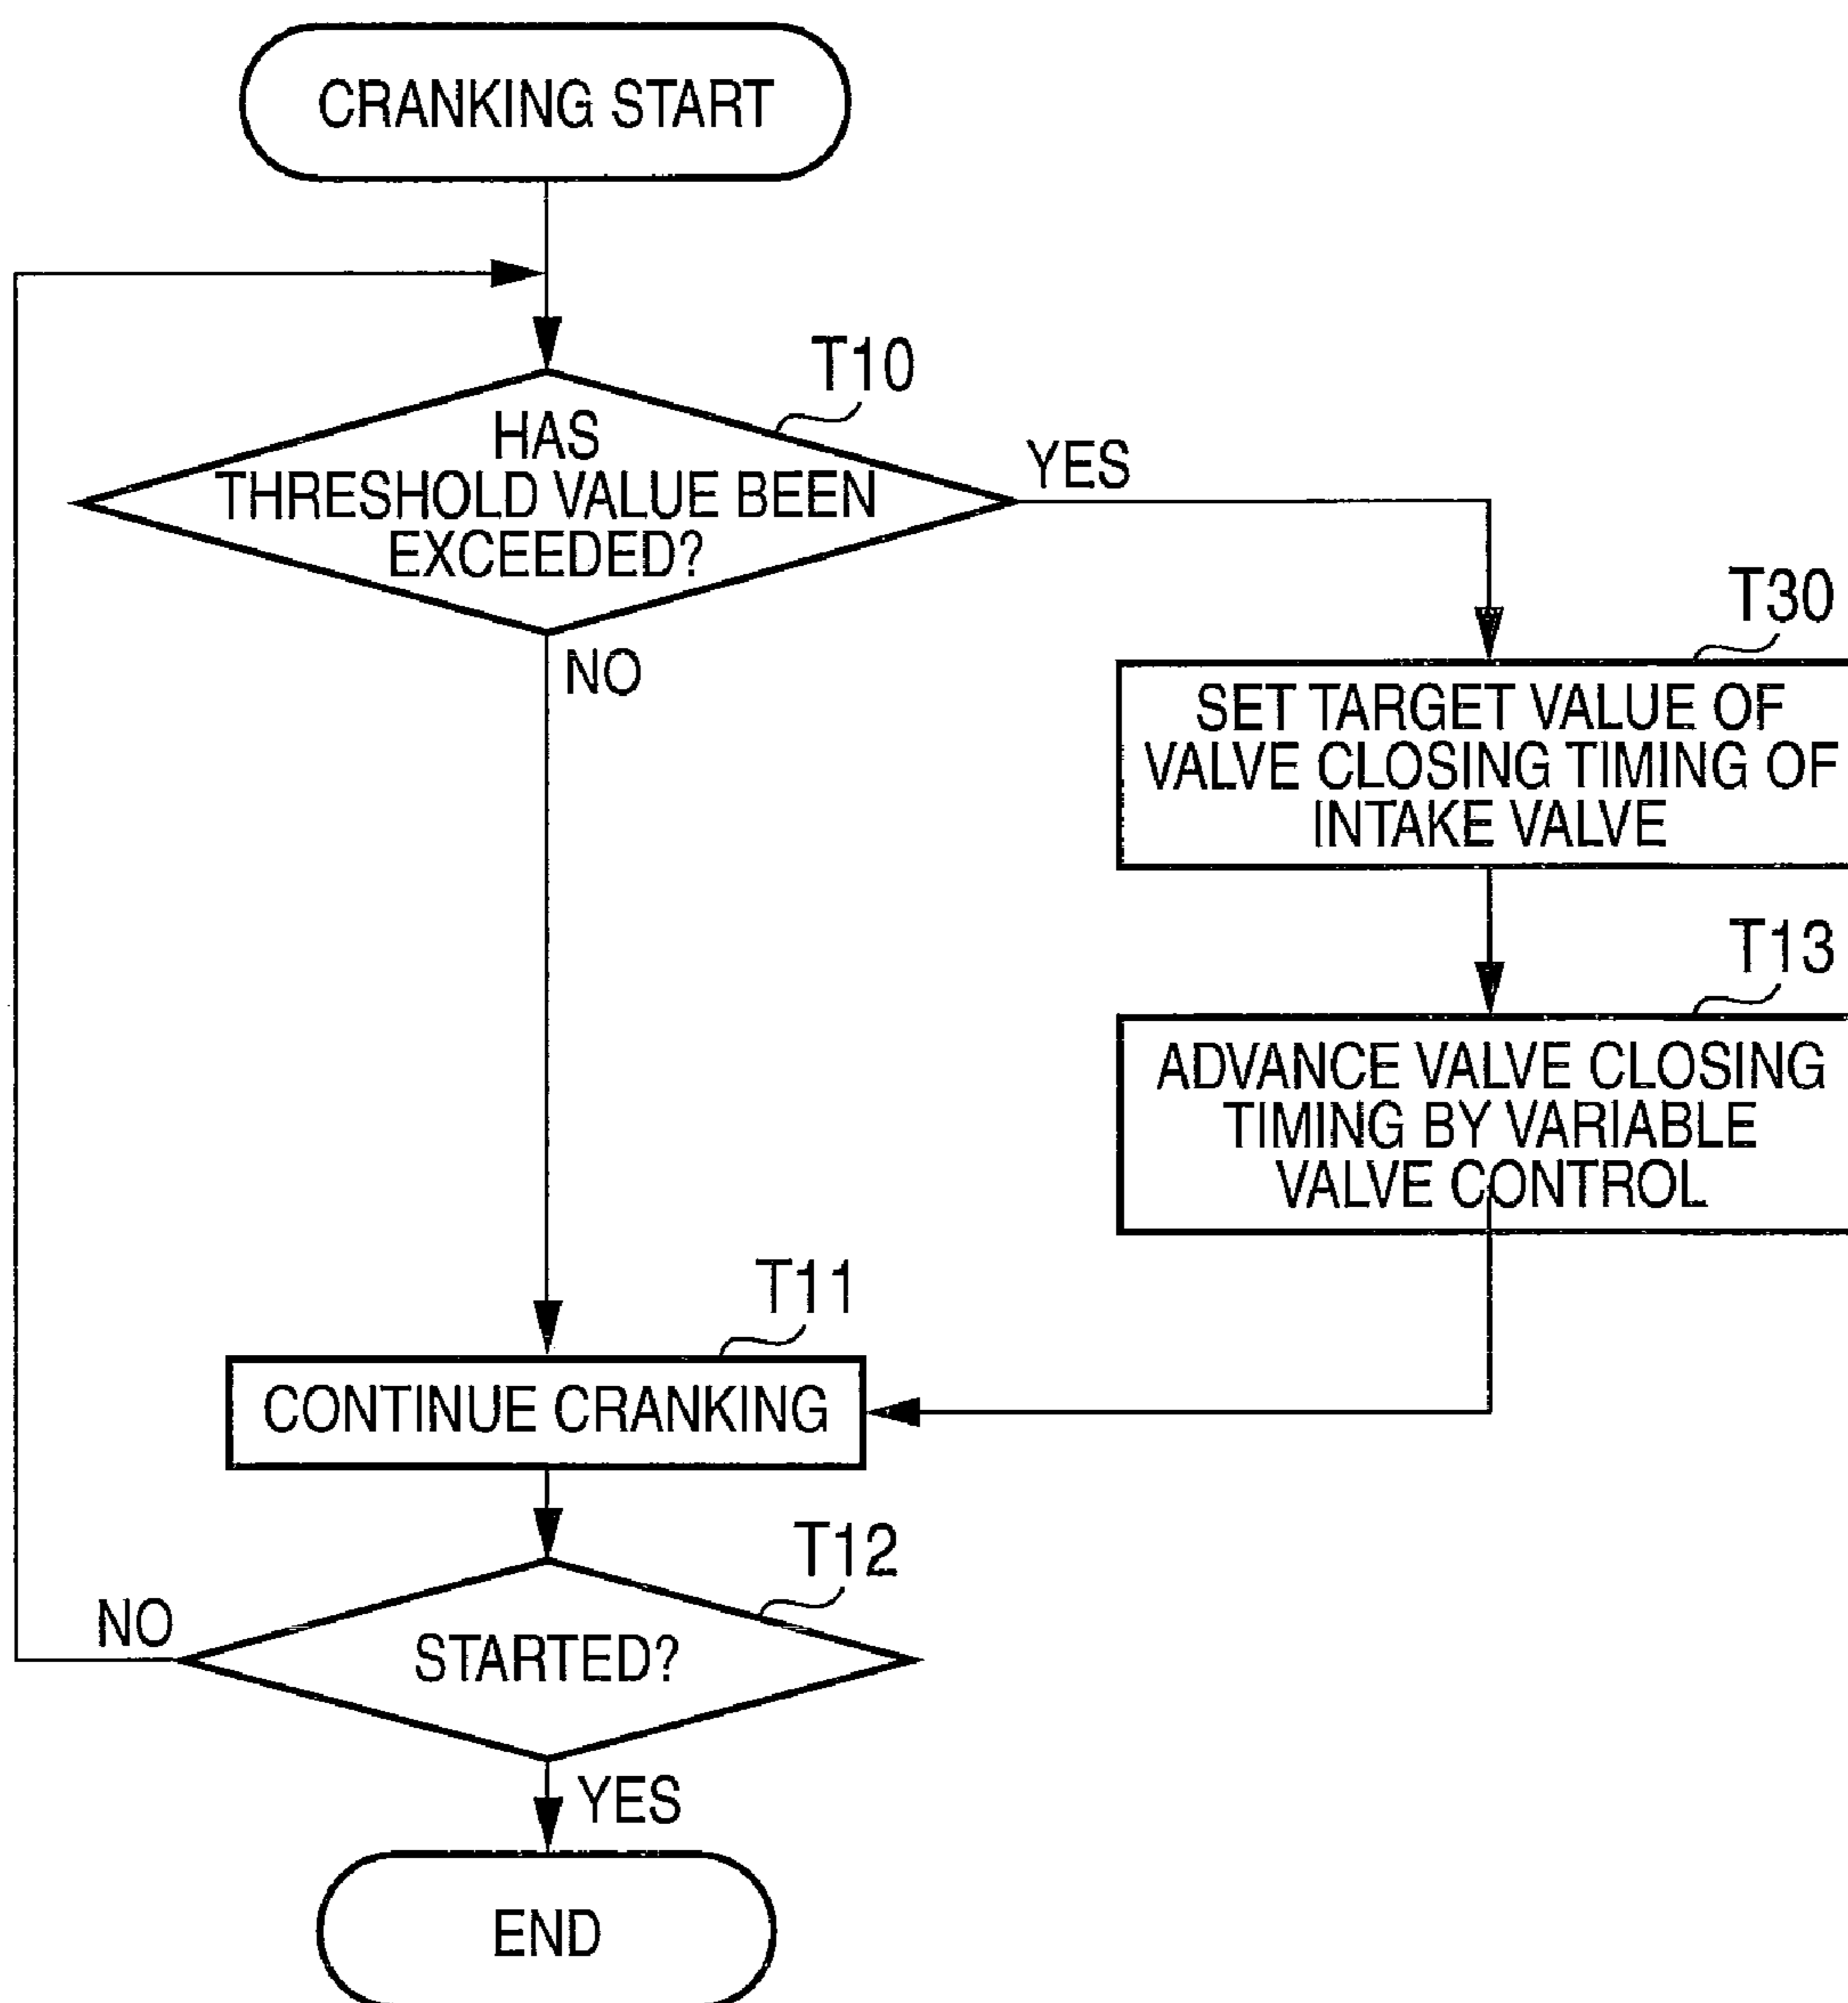 CRANKING START
T10
HAS
THRESHOLD VALUE BEEN
EXCEEDED?
YES
NO
T30
SET TARGET VALUE OF
VALVE CLOSING TIMING OF
INTAKE VALVE
T13
ADVANCE VALVE CLOSING
TIMING BY VARIABLE
VALVE CONTROL
T11
CONTINUE CRANKING
T12
STARTED?
NO
YES
END